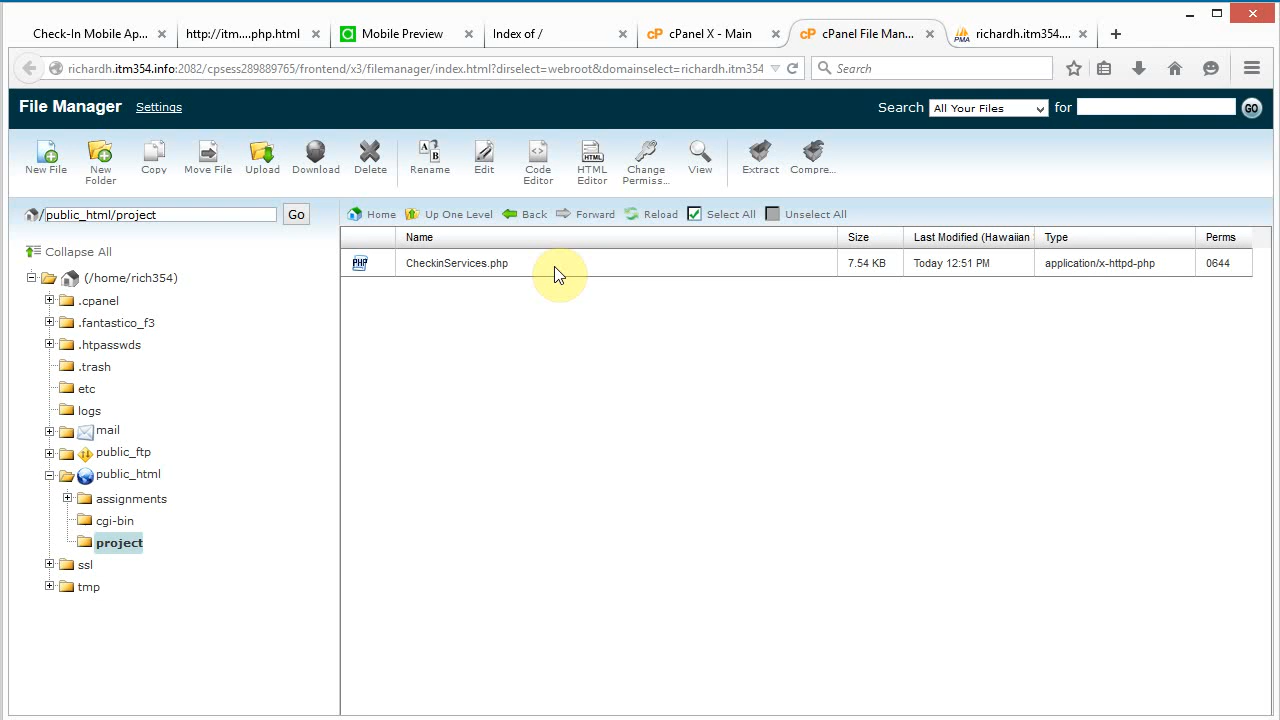 Check-In Mobile Ap...
http://itm....php.html
Mobile Preview
Index of /
cP cPanel X - Main
cP cPanel File Man...
PMA richardh.itm354....
richardh.itm354.info:2082/cpsess289889765/frontend/x3/filemanager/index.html?dirselect=webroot&domainselect=richardh.itm354
Search
File Manager Settings
Search All Your Files for GO
New File
New Folder
Copy
Move File
Upload
Download
Delete
A B Rename
Edit
<> Code Editor
HTML HTML Editor
Change Permiss...
View
Extract
Compre...
/public_html/project Go
Home Up One Level Back Forward Reload Select All Unselect All
Collapse All
(/home/rich354)
.cpanel
.fantastico_f3
.htpasswds
.trash
etc
logs
mail
public_ftp
public_html
assignments
cgi-bin
project
ssl
tmp
Name Size Last Modified (Hawaiian Type Perms
PHP CheckinServices.php 7.54 KB Today 12:51 PM application/x-httpd-php 0644